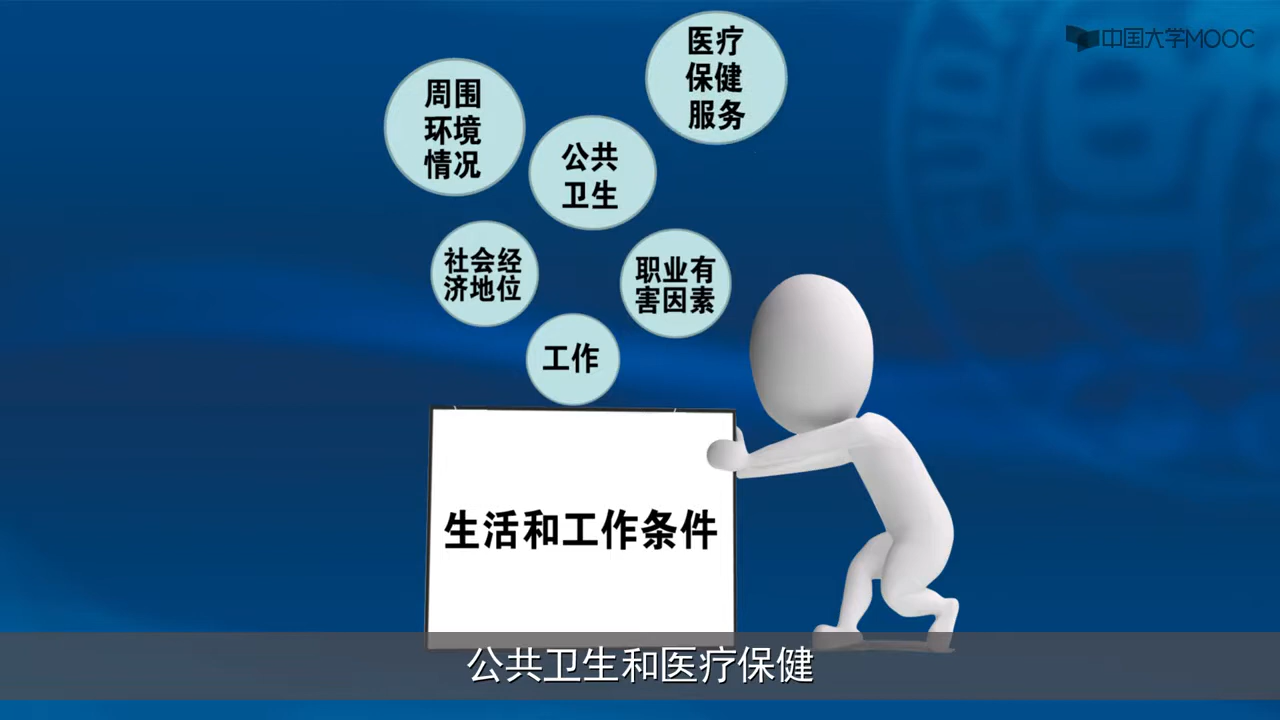 中国大学MOOC
医疗
保健
服务
周围
环境
情况
公共
卫生
社会经
济地位
职业有
害因素
工作
生活和工作条件
公共卫生和医疗保健